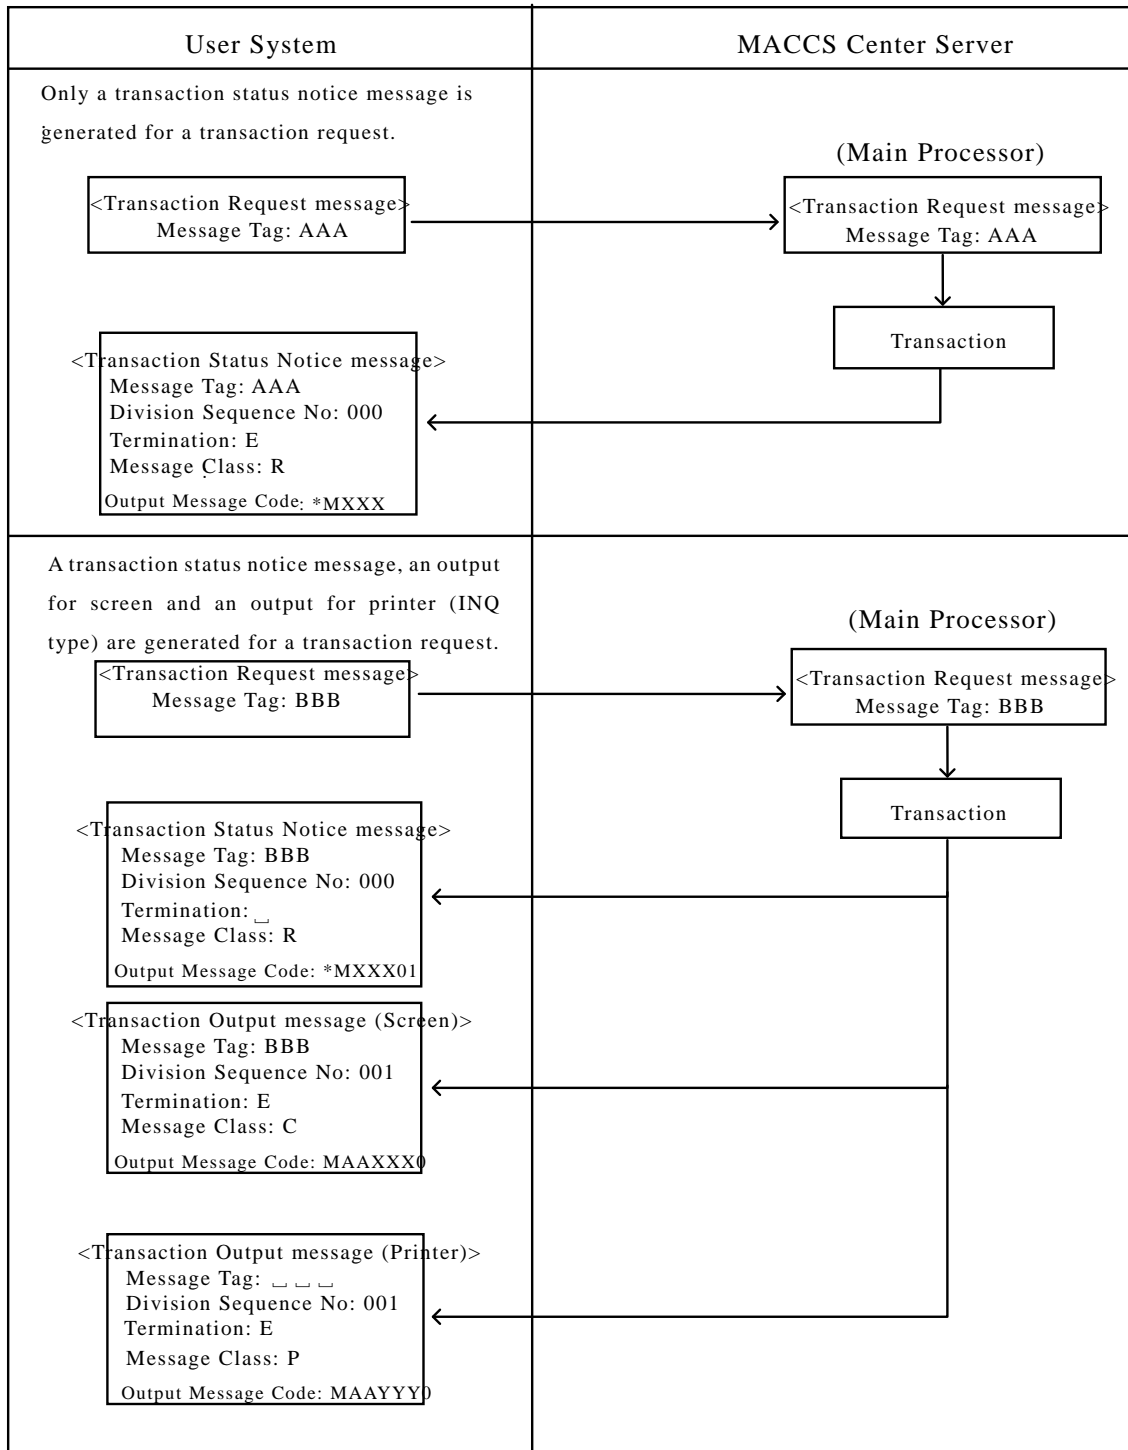 User System
MACCS Center Server
Only a transaction status notice message is
generated for a transaction request.
(Main Processor)
<Transaction Request message>
Message Tag: AAA
<Transaction Request message>
Message Tag: AAA
Transaction
<Transaction Status Notice message>
Message Tag: AAA
Division Sequence No: 000
Termination: E
Message Class: R
Output Message Code: *MXXX
A transaction status notice message, an output
for screen and an output for printer (INQ
type) are generated for a transaction request.
(Main Processor)
<Transaction Request message>
Message Tag: BBB
<Transaction Request message>
Message Tag: BBB
Transaction
<Transaction Status Notice message>
Message Tag: BBB
Division Sequence No: 000
Termination: ␣
Message Class: R
Output Message Code: *MXXX01
<Transaction Output message (Screen)>
Message Tag: BBB
Division Sequence No: 001
Termination: E
Message Class: C
Output Message Code: MAAXXX0
<Transaction Output message (Printer)>
Message Tag: ␣ ␣ ␣
Division Sequence No: 001
Termination: E
Message Class: P
Output Message Code: MAAYYY0